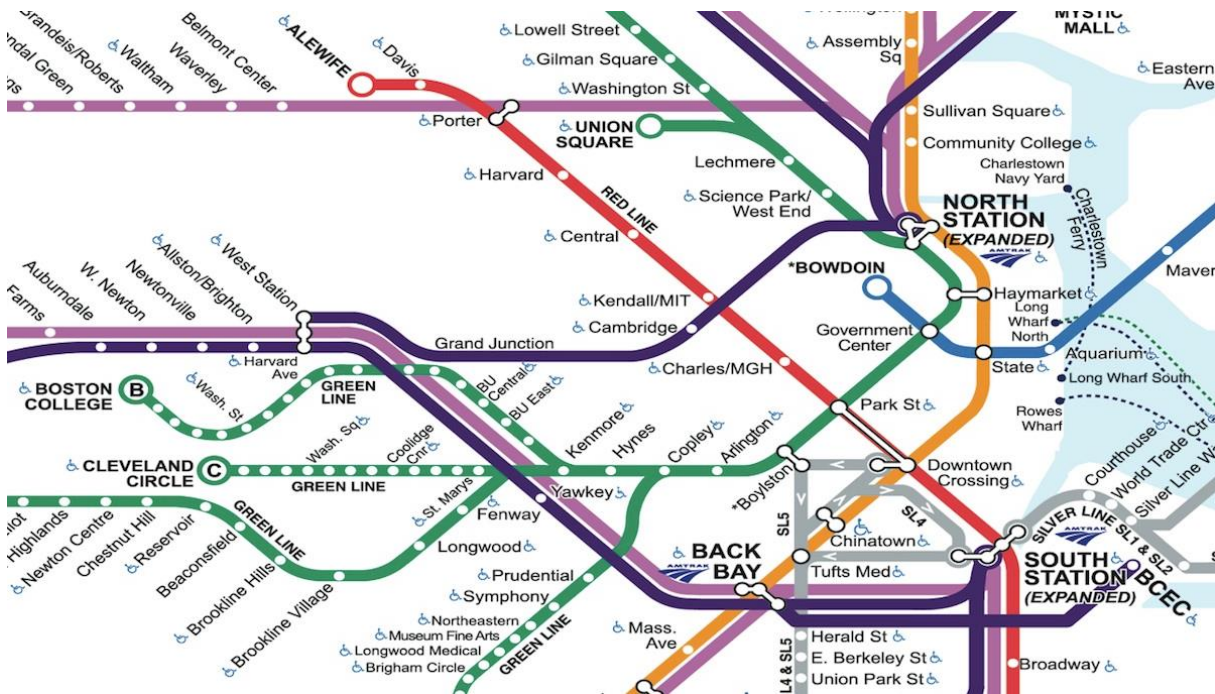 Brandeis/Roberts
Kendal Green
Waltham
Waverley
Belmont Center
ALEWIFE
Davis
Porter
Harvard
RED LINE
Central
Kendall/MIT
Cambridge
Charles/MGH
Lowell Street
Gilman Square
Washington St
UNION
SQUARE
Lechmere
Science Park/
West End
Assembly
Sq
Sullivan Square
Community College
MYSTIC
MALL
Eastern
Ave
Charlestown
Navy Yard
Charlestown
Ferry
NORTH
STATION
(EXPANDED)
AMTRAK
*BOWDOIN
Haymarket
Long
Wharf
North
Government
Center
State
Aquarium
Maver
Long Wharf South
Rowes
Wharf
Park St
Farms
Auburndale
W. Newton
Newtonville
Allston/Brighton
West Station
Harvard
Ave
Grand Junction
BOSTON
COLLEGE
B
Wash. St
GREEN
LINE
BU
Central
BU East
CLEVELAND
CIRCLE
C
Wash. Sq
Coolidge
Cnr
GREEN LINE
St. Marys
Kenmore
Hynes
Copley
Arlington
*Boylston
Downtown
Crossing
Courthouse
World Trade Ctr
Silver Line Wa
Yawkey
Fenway
Longwood
Highlands
Newton Centre
Chestnut Hill
Reservoir
Beaconsfield
GREEN LINE
Brookline Hills
Brookline Village
Prudential
Symphony
Northeastern
Museum Fine Arts
Longwood Medical
Brigham Circle
GREEN LINE
BACK
BAY
AMTRAK
Mass.
Ave
SL5
SL4
Chinatown
Tufts Med
SILVER LINE SL1 & SL2
AMTRAK
SOUTH
STATION
(EXPANDED)
BCEC
Herald St
E. Berkeley St
Union Park St
SL4 & SL5
Broadway